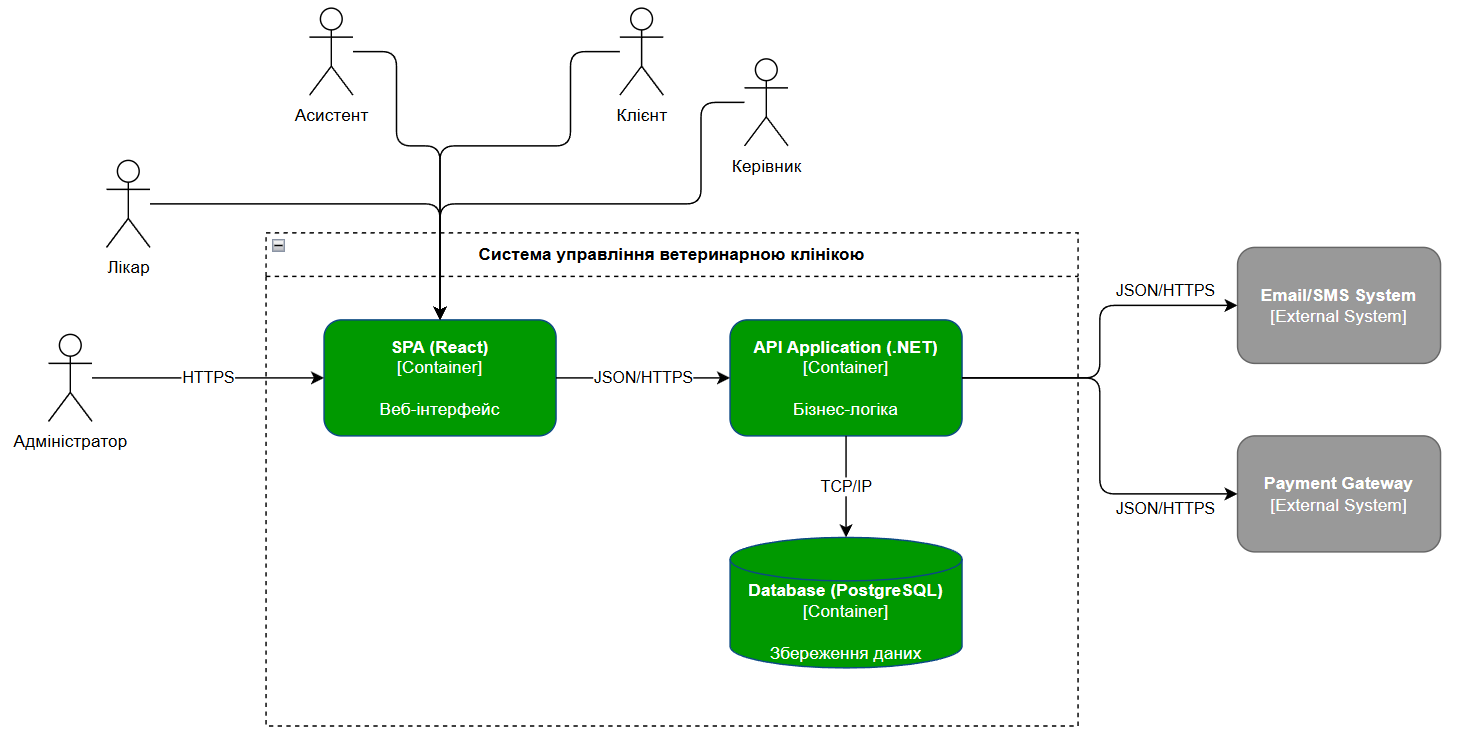 Асистент
Клієнт
Керівник
Лікар
Система управління ветеринарною клінікою
Адміністратор
HTTPS
SPA (React)
[Container]
Веб-інтерфейс
JSON/HTTPS
API Application (.NET)
[Container]
Бізнес-логіка
TCP/IP
Database (PostgreSQL)
[Container]
Збереження даних
JSON/HTTPS
Email/SMS System
[External System]
JSON/HTTPS
Payment Gateway
[External System]